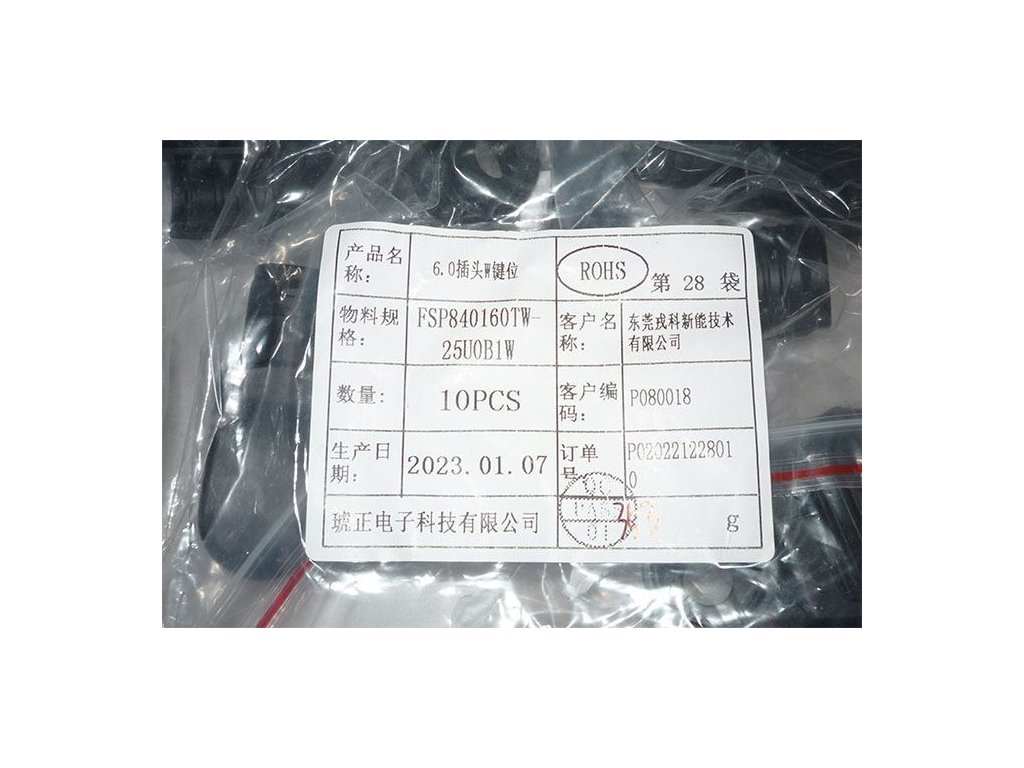 产品名称：
6.0插头W键位
ROHS
第 28 袋
物料规格：
FSP840160TW-
25U0B1W
客户名称：
东莞戎科新能技术
有限公司
数量:
10PCS
客户编码：
P080018
生产日期：
2023.01.07
订单号
PO2022122801
0
琥正电子科技有限公司
g